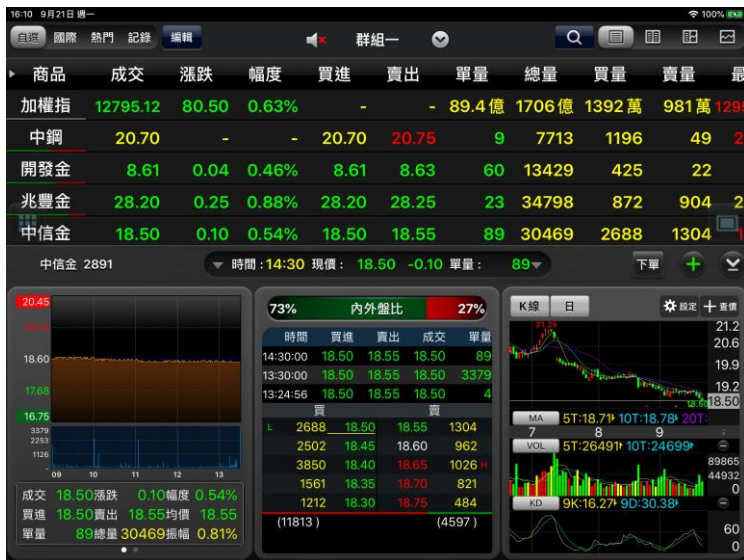 16:10 9月21日 週一 100%
自選 國際 熱門 記錄 編輯 群組一
商品 成交 漲跌 幅度 買進 賣出 單量 總量 買量 賣量 最
加權指 12795.12 80.50 0.63% - - 89.4億 1706億 1392萬 981萬 1295
中鋼 20.70 - - 20.70 20.75 9 7713 1196 49 2
開發金 8.61 0.04 0.46% 8.61 8.63 60 13429 425 22
兆豐金 28.20 0.25 0.88% 28.20 28.25 23 34798 872 904 2
中信金 18.50 0.10 0.54% 18.50 18.55 89 30469 2688 1304 1
中信金 2891 時間:14:30 現價: 18.50 -0.10 單量: 89 下單
20.45
18.60
17.68
16.75
3379
2253
1126
09 10 11 12 13
成交 18.50 漲跌 0.10 幅度 0.54%
買進 18.50 賣出 18.55 均價 18.55
單量 89 總量 30469 振幅 0.81%
73% 內外盤比 27%
時間 買進 賣出 成交 單量
14:30:00 18.50 18.55 18.50 89
13:30:00 18.50 18.55 18.50 3379
13:24:56 18.50 18.55 18.50 4
買 賣
L 2688 18.50 18.55 1304
2502 18.45 18.60 962
3850 18.40 18.65 1026 H
1561 18.35 18.70 821
1212 18.30 18.75 484
(11813) (4597)
K線 日 設定 查價
21.26
21.2
20.6
19.9
19.2
18.50
18.50
MA 5T:18.71 10T:18.78 20T:
7 8 9
VOL 5T:26491 10T:24699
89865
44932
0
KD 9K:16.27 9D:30.38
60
0